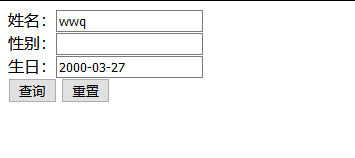 姓名：wwq
性别：
生日：2000-03-27
查询 重置